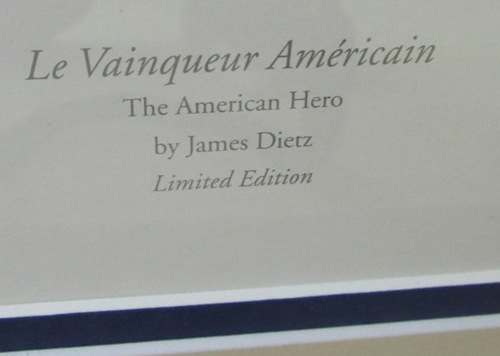 Le Vainqueur Américain
The American Hero
by James Dietz
Limited Edition